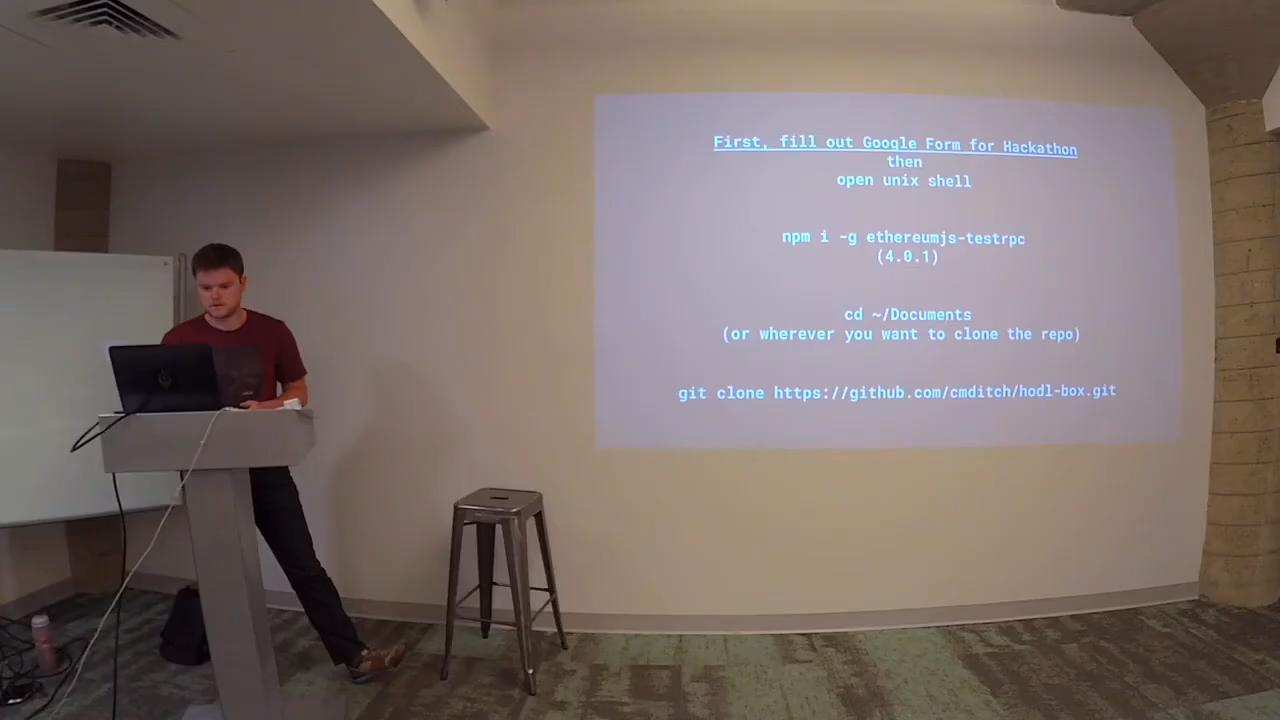 First, fill out Google Form for Hackathon
then
open unix shell
npm i -g ethereumjs-testrpc
(4.0.1)
cd ~/Documents
(or wherever you want to clone the repo)
git clone https://github.com/cmditch/hodl-box.git